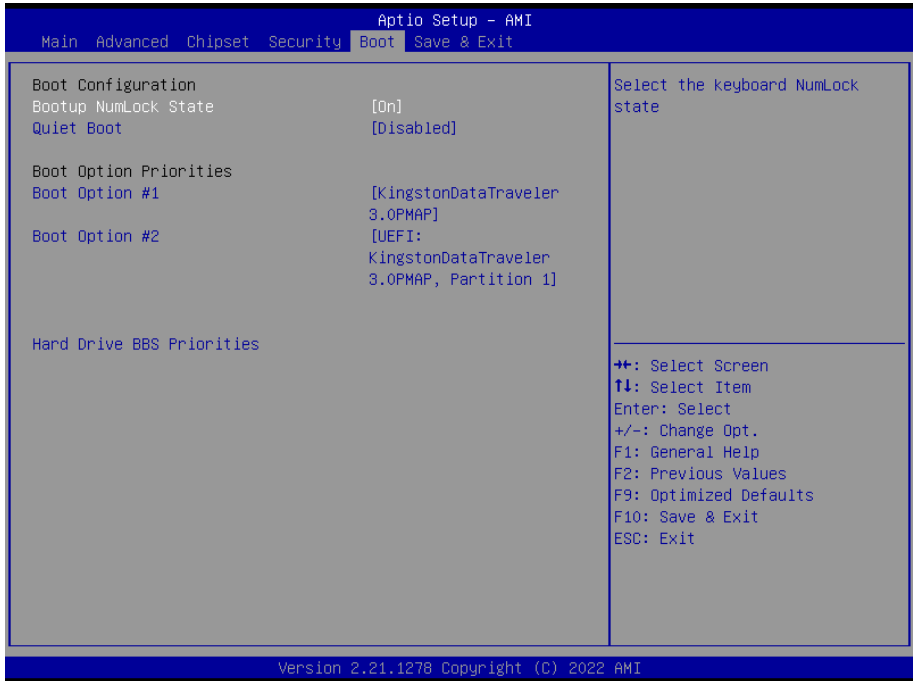 Aptio Setup – AMI
Main Advanced Chipset Security Boot Save & Exit
Boot Configuration
Bootup NumLock State [On]
Quiet Boot [Disabled]
Boot Option Priorities
Boot Option #1 [KingstonDataTraveler
3.0PMAP]
Boot Option #2 [UEFI:
KingstonDataTraveler
3.0PMAP, Partition 1]
Hard Drive BBS Priorities
Select the keyboard NumLock
state
→←: Select Screen
↑↓: Select Item
Enter: Select
+/-: Change Opt.
F1: General Help
F2: Previous Values
F9: Optimized Defaults
F10: Save & Exit
ESC: Exit
Version 2.21.1278 Copyright (C) 2022 AMI